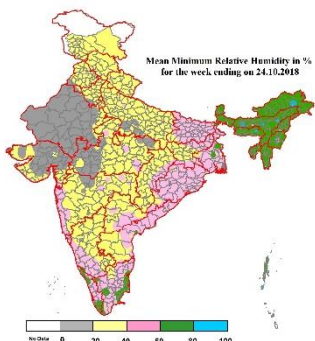 Mean Minimum Relative Humidity in %
for the week ending on 24.10.2018
No Data 0 20 40 60 80 100